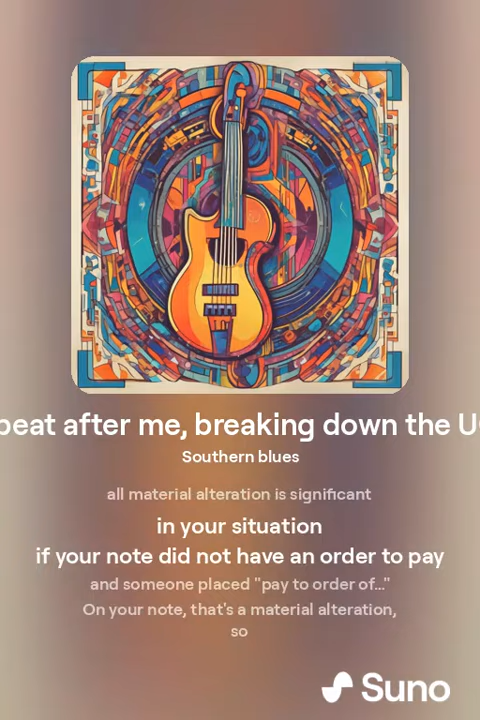 peat after me, breaking down the U
Southern blues
all material alteration is significant
in your situation
if your note did not have an order to pay
and someone placed "pay to order of..."
On your note, that's a material alteration,
so
Suno